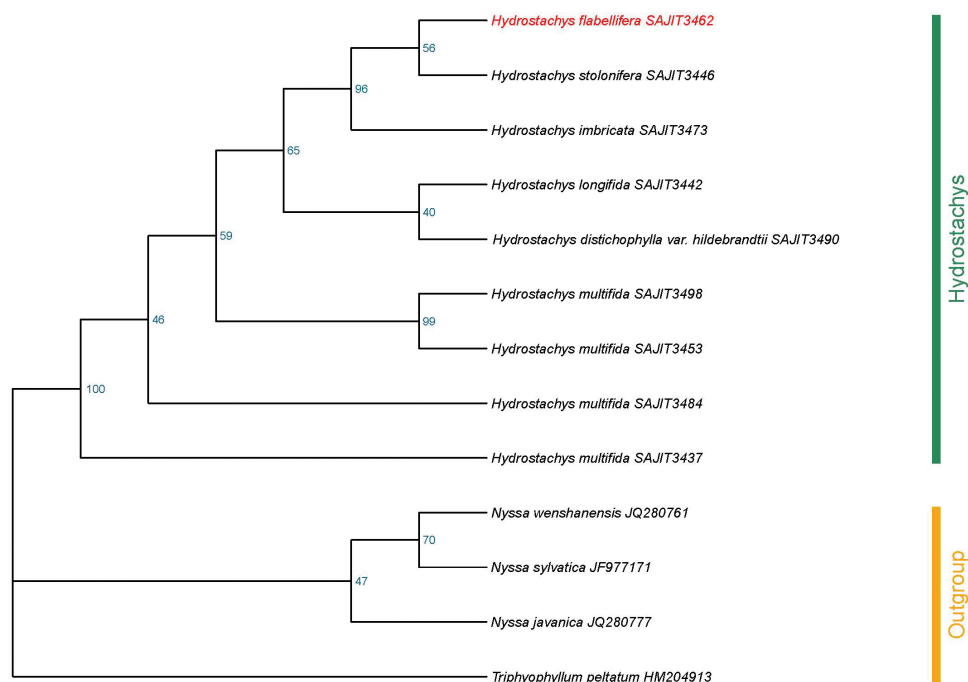 Hydrostachys flabellifera SAJIT3462
56
Hydrostachys stolonifera SAJIT3446
96
Hydrostachys imbricata SAJIT3473
65
Hydrostachys longifida SAJIT3442
40
Hydrostachys distichophylla var. hildebrandtii SAJIT3490
59
Hydrostachys multifida SAJIT3498
99
Hydrostachys multifida SAJIT3453
46
Hydrostachys multifida SAJIT3484
100
Hydrostachys multifida SAJIT3437
Hydrostachys
Nyssa wenshanensis JQ280761
70
Nyssa sylvatica JF977171
47
Nyssa javanica JQ280777
Triphyophyllum peltatum HM204913
Outgroup